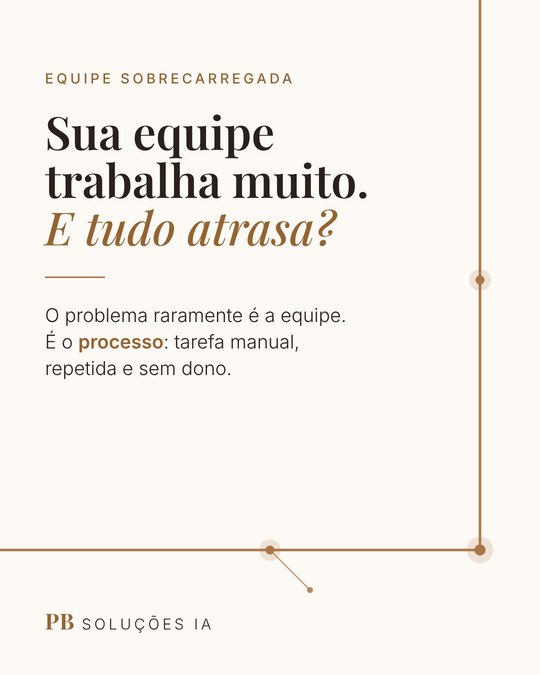 EQUIPE SOBRECARREGADA
Sua equipe
trabalha muito.
E tudo atrasa?
O problema raramente é a equipe.
É o processo: tarefa manual,
repetida e sem dono.
PB SOLUÇÕES IA